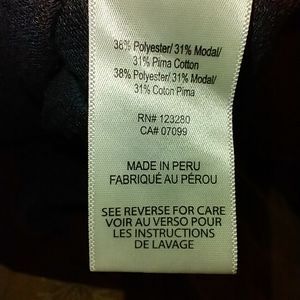 38% Polyester/ 31% Modal/
31% Pima Cotton
38% Polyester/ 31% Modal/
31% Coton Pima
RN# 123280
CA# 07099
MADE IN PERU
FABRIQUÉ AU PÉROU
SEE REVERSE FOR CARE
VOIR AU VERSO POUR
LES INSTRUCTIONS
DE LAVAGE